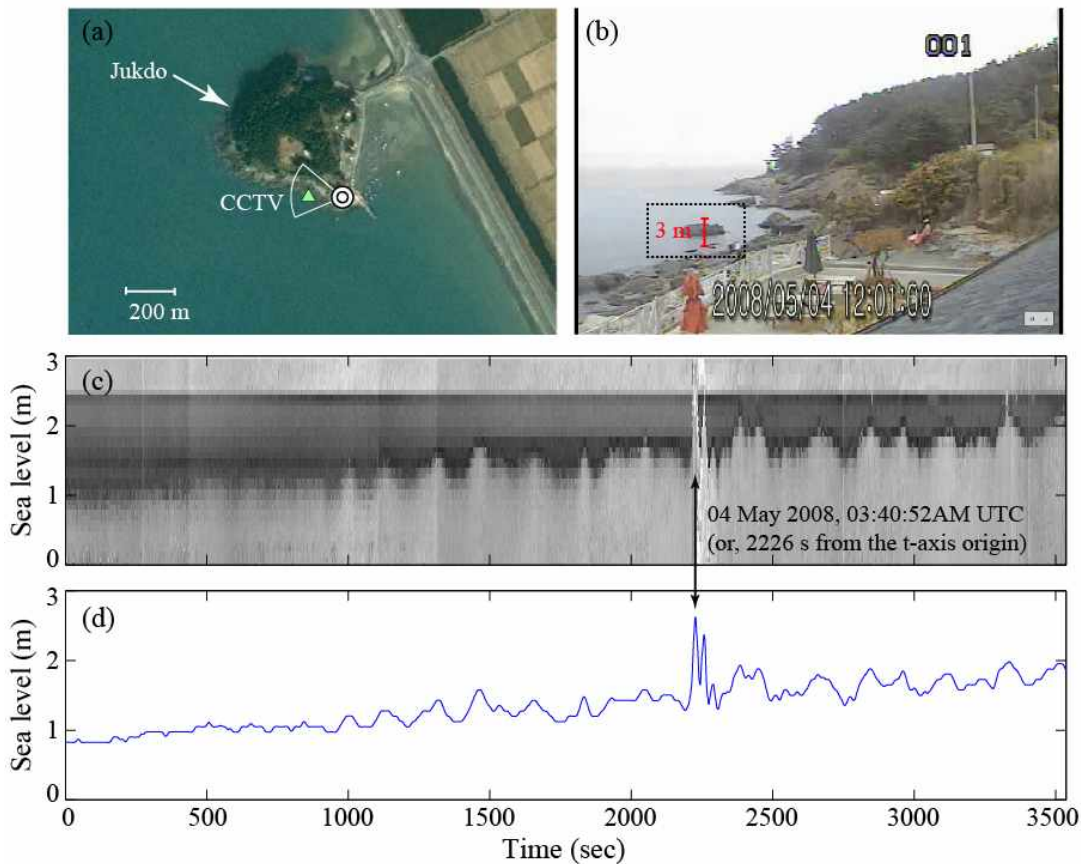 (a)
Jukdo
CCTV
200 m
(b)
001
3 m
2008/05/04 12:01:00
(c)
Sea level (m)
3
2
1
0
04 May 2008, 03:40:52AM UTC
(or, 2226 s from the t-axis origin)
(d)
Sea level (m)
3
2
1
0
0 500 1000 1500 2000 2500 3000 3500
Time (sec)